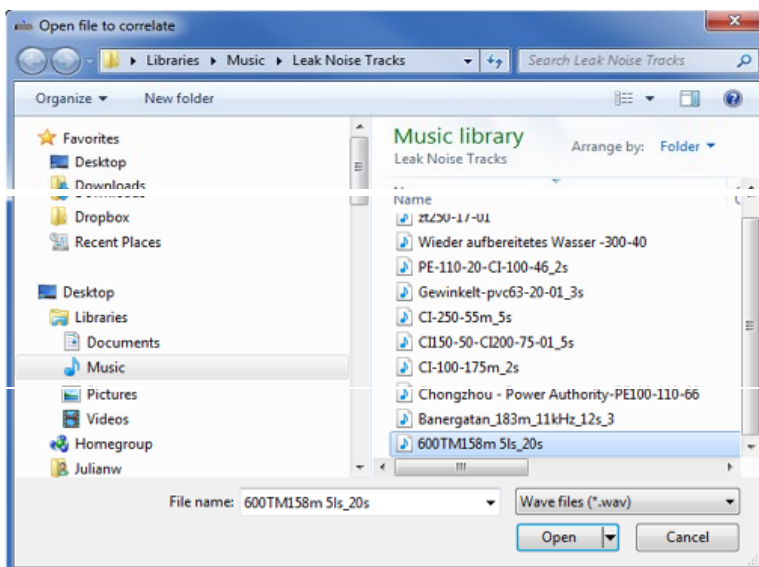 Open file to correlate
Libraries Music Leak Noise Tracks
Search Leak Noise Tracks
Organize New folder
Favorites
Desktop
Downloads
Dropbox
Recent Places
Desktop
Libraries
Documents
Music
Pictures
Videos
Homegroup
Julianw
Music library
Leak Noise Tracks
Arrange by: Folder
Name
zt250-17-01
Wieder aufbereitetes Wasser -300-40
PE-110-20-CI-100-46_2s
Gewinkelt-pvc63-20-01_3s
CI-250-55m_5s
CI150-50-CI200-75-01_5s
CI-100-175m_2s
Chongzhou - Power Authority-PE100-110-66
Banergatan_183m_11kHz_12s_3
600TM158m 5ls_20s
File name: 600TM158m 5ls_20s
Wave files (*.wav)
Open Cancel